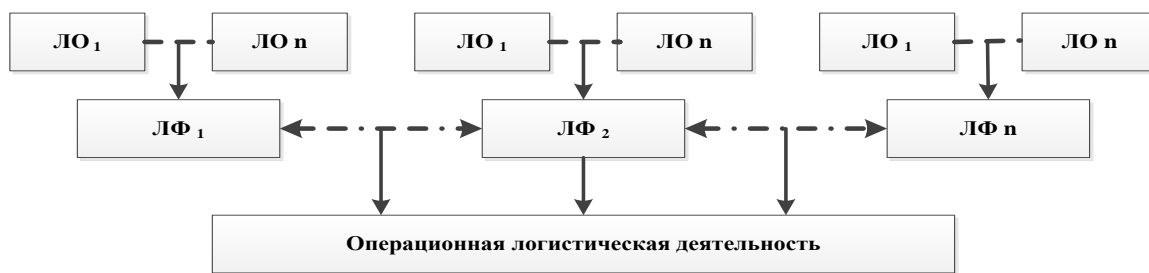 ЛО 1 ЛО n ЛО 1 ЛО n ЛО 1 ЛО n
ЛФ 1 ЛФ 2 ЛФ n
Операционная логистическая деятельность